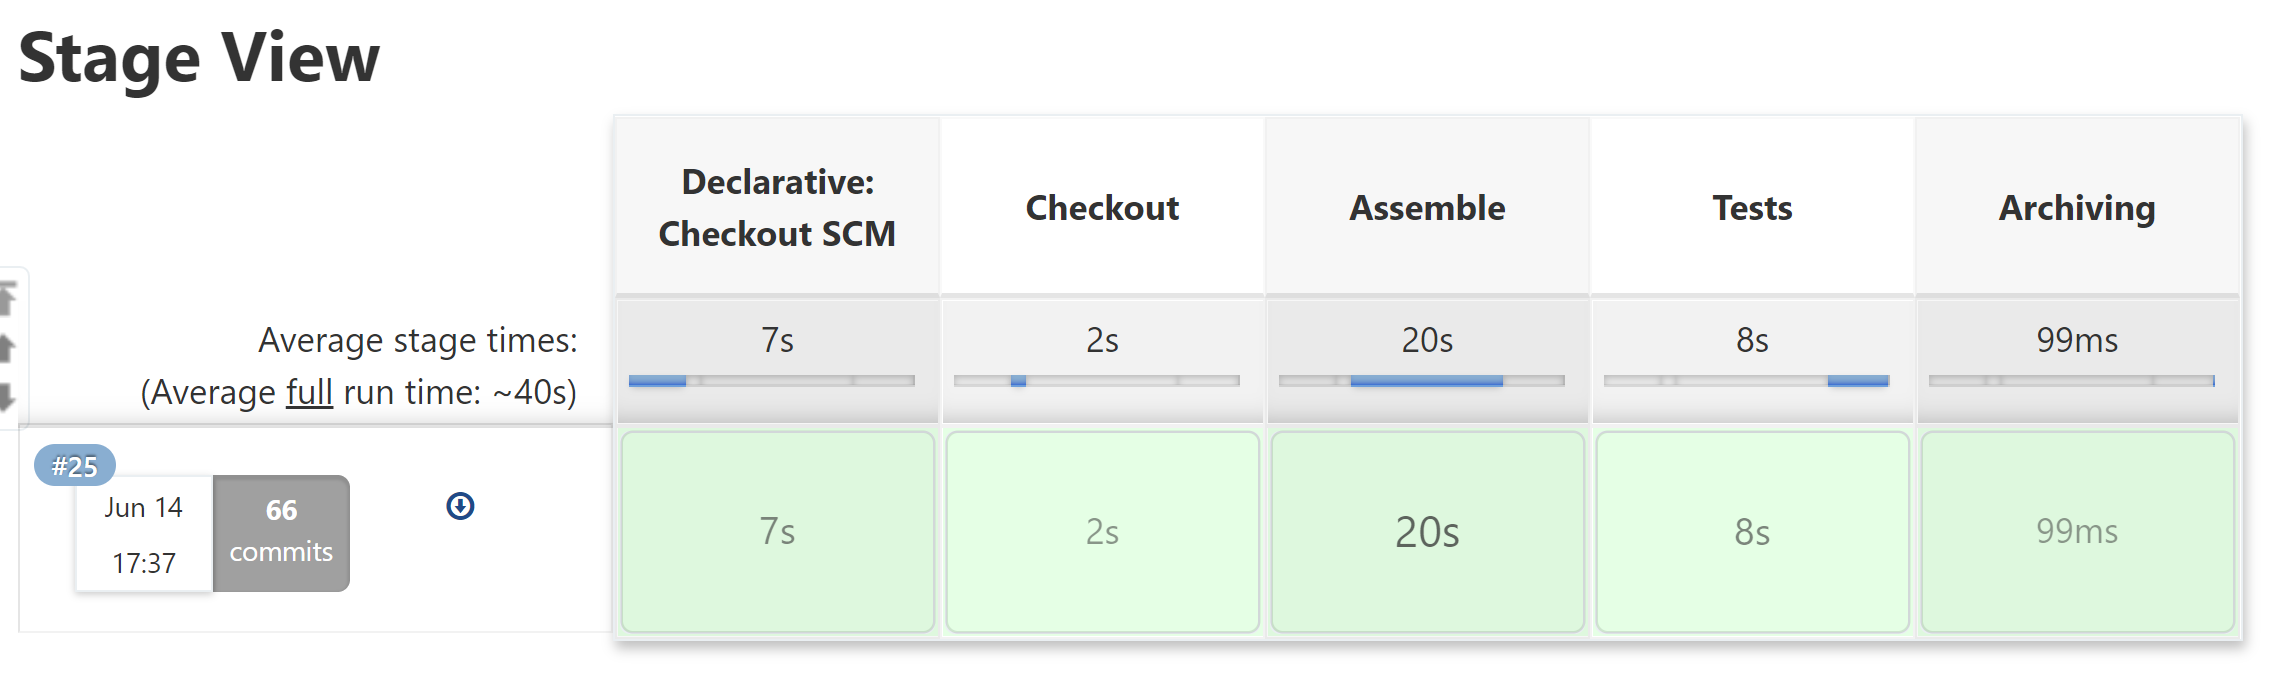 Stage View
Declarative:
Checkout SCM
Checkout
Assemble
Tests
Archiving
Average stage times:
(Average full run time: ~40s)
7s
2s
20s
8s
99ms
#25
Jun 14
17:37
66
commits
7s
2s
20s
8s
99ms